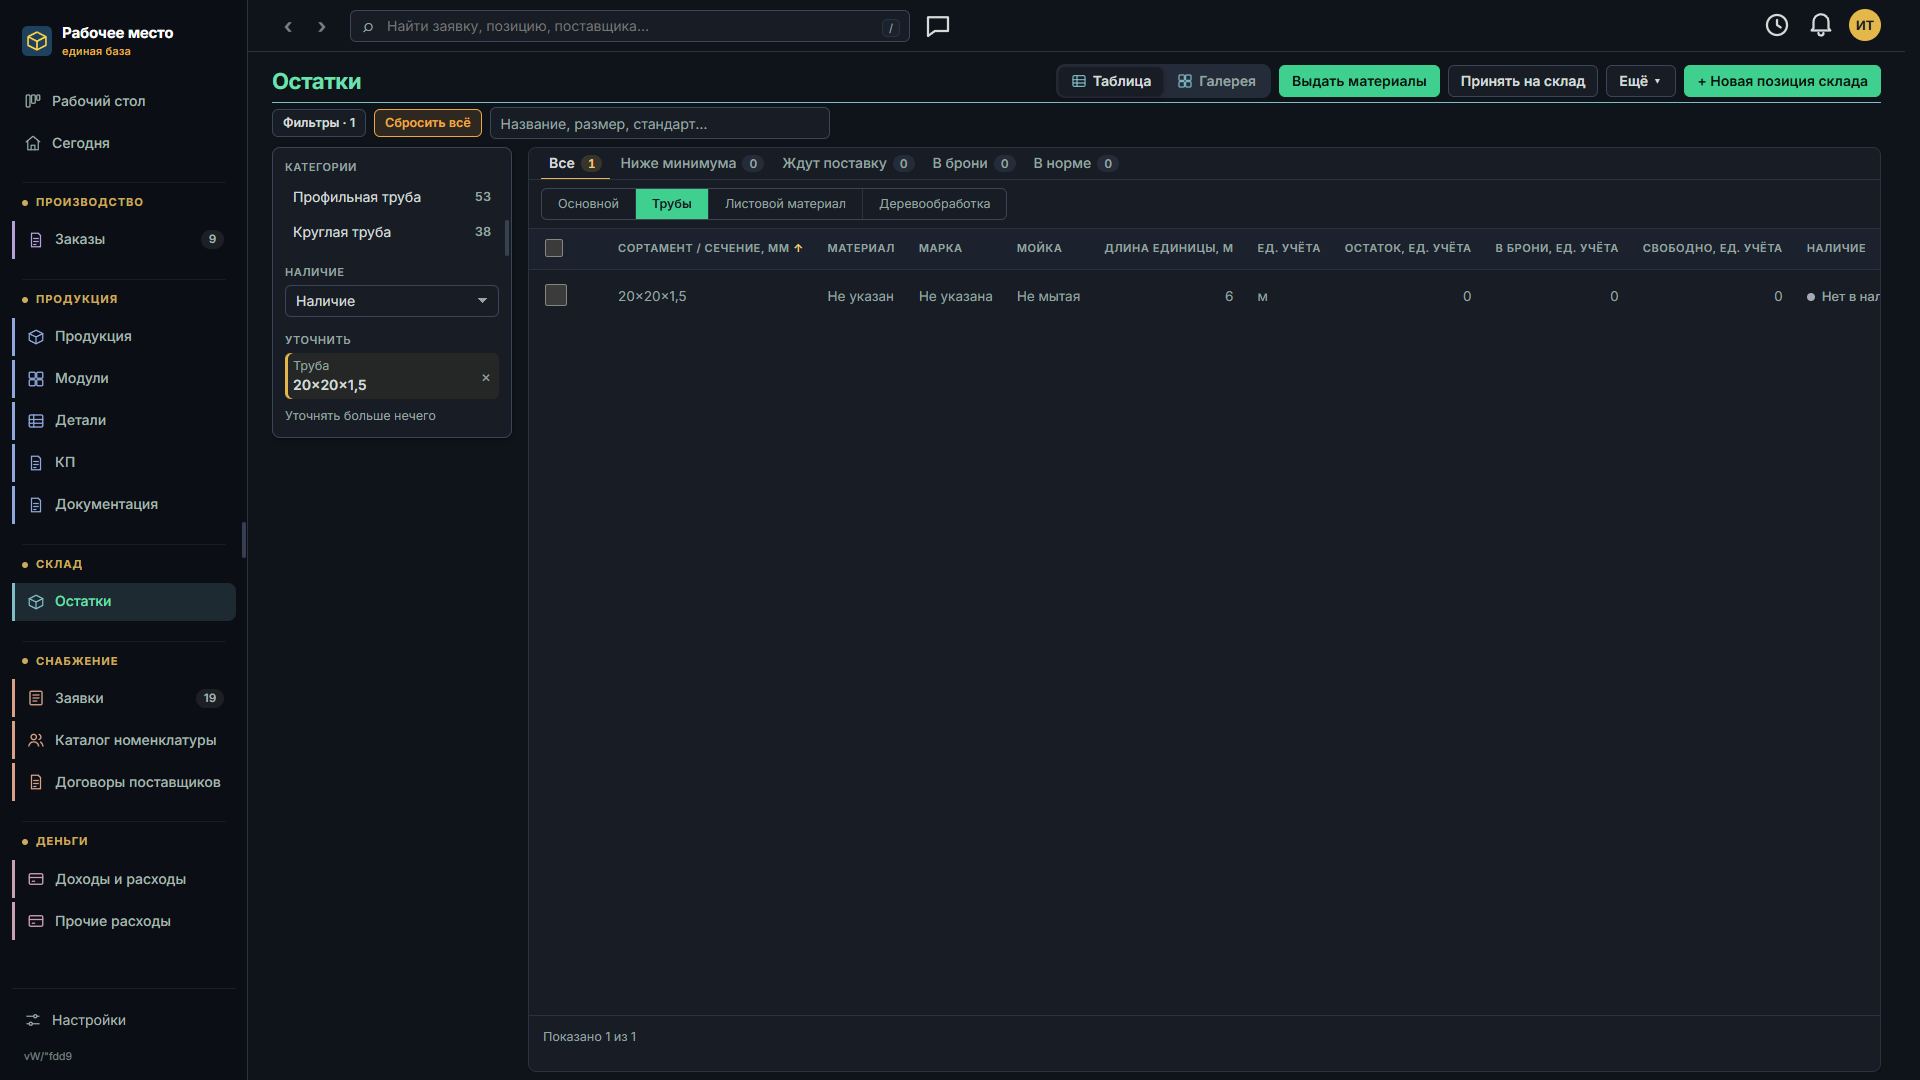 Рабочее место
единая база
Рабочий стол
Сегодня
ПРОИЗВОДСТВО
Заказы 9
ПРОДУКЦИЯ
Продукция
Модули
Детали
КП
Документация
СКЛАД
Остатки
СНАБЖЕНИЕ
Заявки 19
Каталог номенклатуры
Договоры поставщиков
ДЕНЬГИ
Доходы и расходы
Прочие расходы
Настройки
vW/"fdd9
Найти заявку, позицию, поставщика... /
ИТ
Остатки
Таблица Галерея Выдать материалы Принять на склад Ещё + Новая позиция склада
Фильтры · 1 Сбросить всё Название, размер, стандарт...
КАТЕГОРИИ
Профильная труба 53
Круглая труба 38
НАЛИЧИЕ
Наличие
УТОЧНИТЬ
Труба
20×20×1,5 ×
Уточнять больше нечего
Все 1 Ниже минимума 0 Ждут поставку 0 В брони 0 В норме 0
Основной Трубы Листовой материал Деревообработка
СОРТАМЕНТ / СЕЧЕНИЕ, ММ ↑ МАТЕРИАЛ МАРКА МОЙКА ДЛИНА ЕДИНИЦЫ, М ЕД. УЧЁТА ОСТАТОК, ЕД. УЧЁТА В БРОНИ, ЕД. УЧЁТА СВОБОДНО, ЕД. УЧЁТА НАЛИЧИЕ
20×20×1,5 Не указан Не указана Не мытая 6 м 0 0 0 Нет в нал
Показано 1 из 1